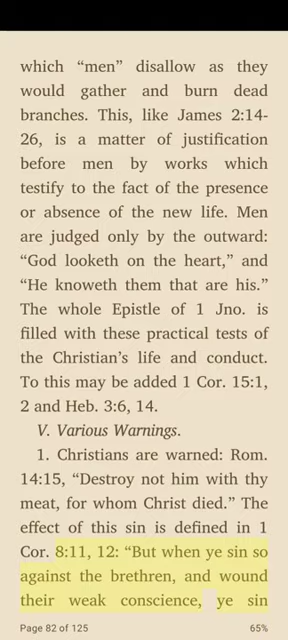 which “men” disallow as they
would gather and burn dead
branches. This, like James 2:14-
26, is a matter of justification
before men by works which
testify to the fact of the presence
or absence of the new life. Men
are judged only by the outward:
“God looketh on the heart,” and
“He knoweth them that are his.”
The whole Epistle of 1 Jno. is
filled with these practical tests of
the Christian’s life and conduct.
To this may be added 1 Cor. 15:1,
2 and Heb. 3:6, 14.
V. Various Warnings.
1. Christians are warned: Rom.
14:15, “Destroy not him with thy
meat, for whom Christ died.” The
effect of this sin is defined in 1
Cor. 8:11, 12: “But when ye sin so
against the brethren, and wound
their weak conscience, ye sin
Page 82 of 125 65%